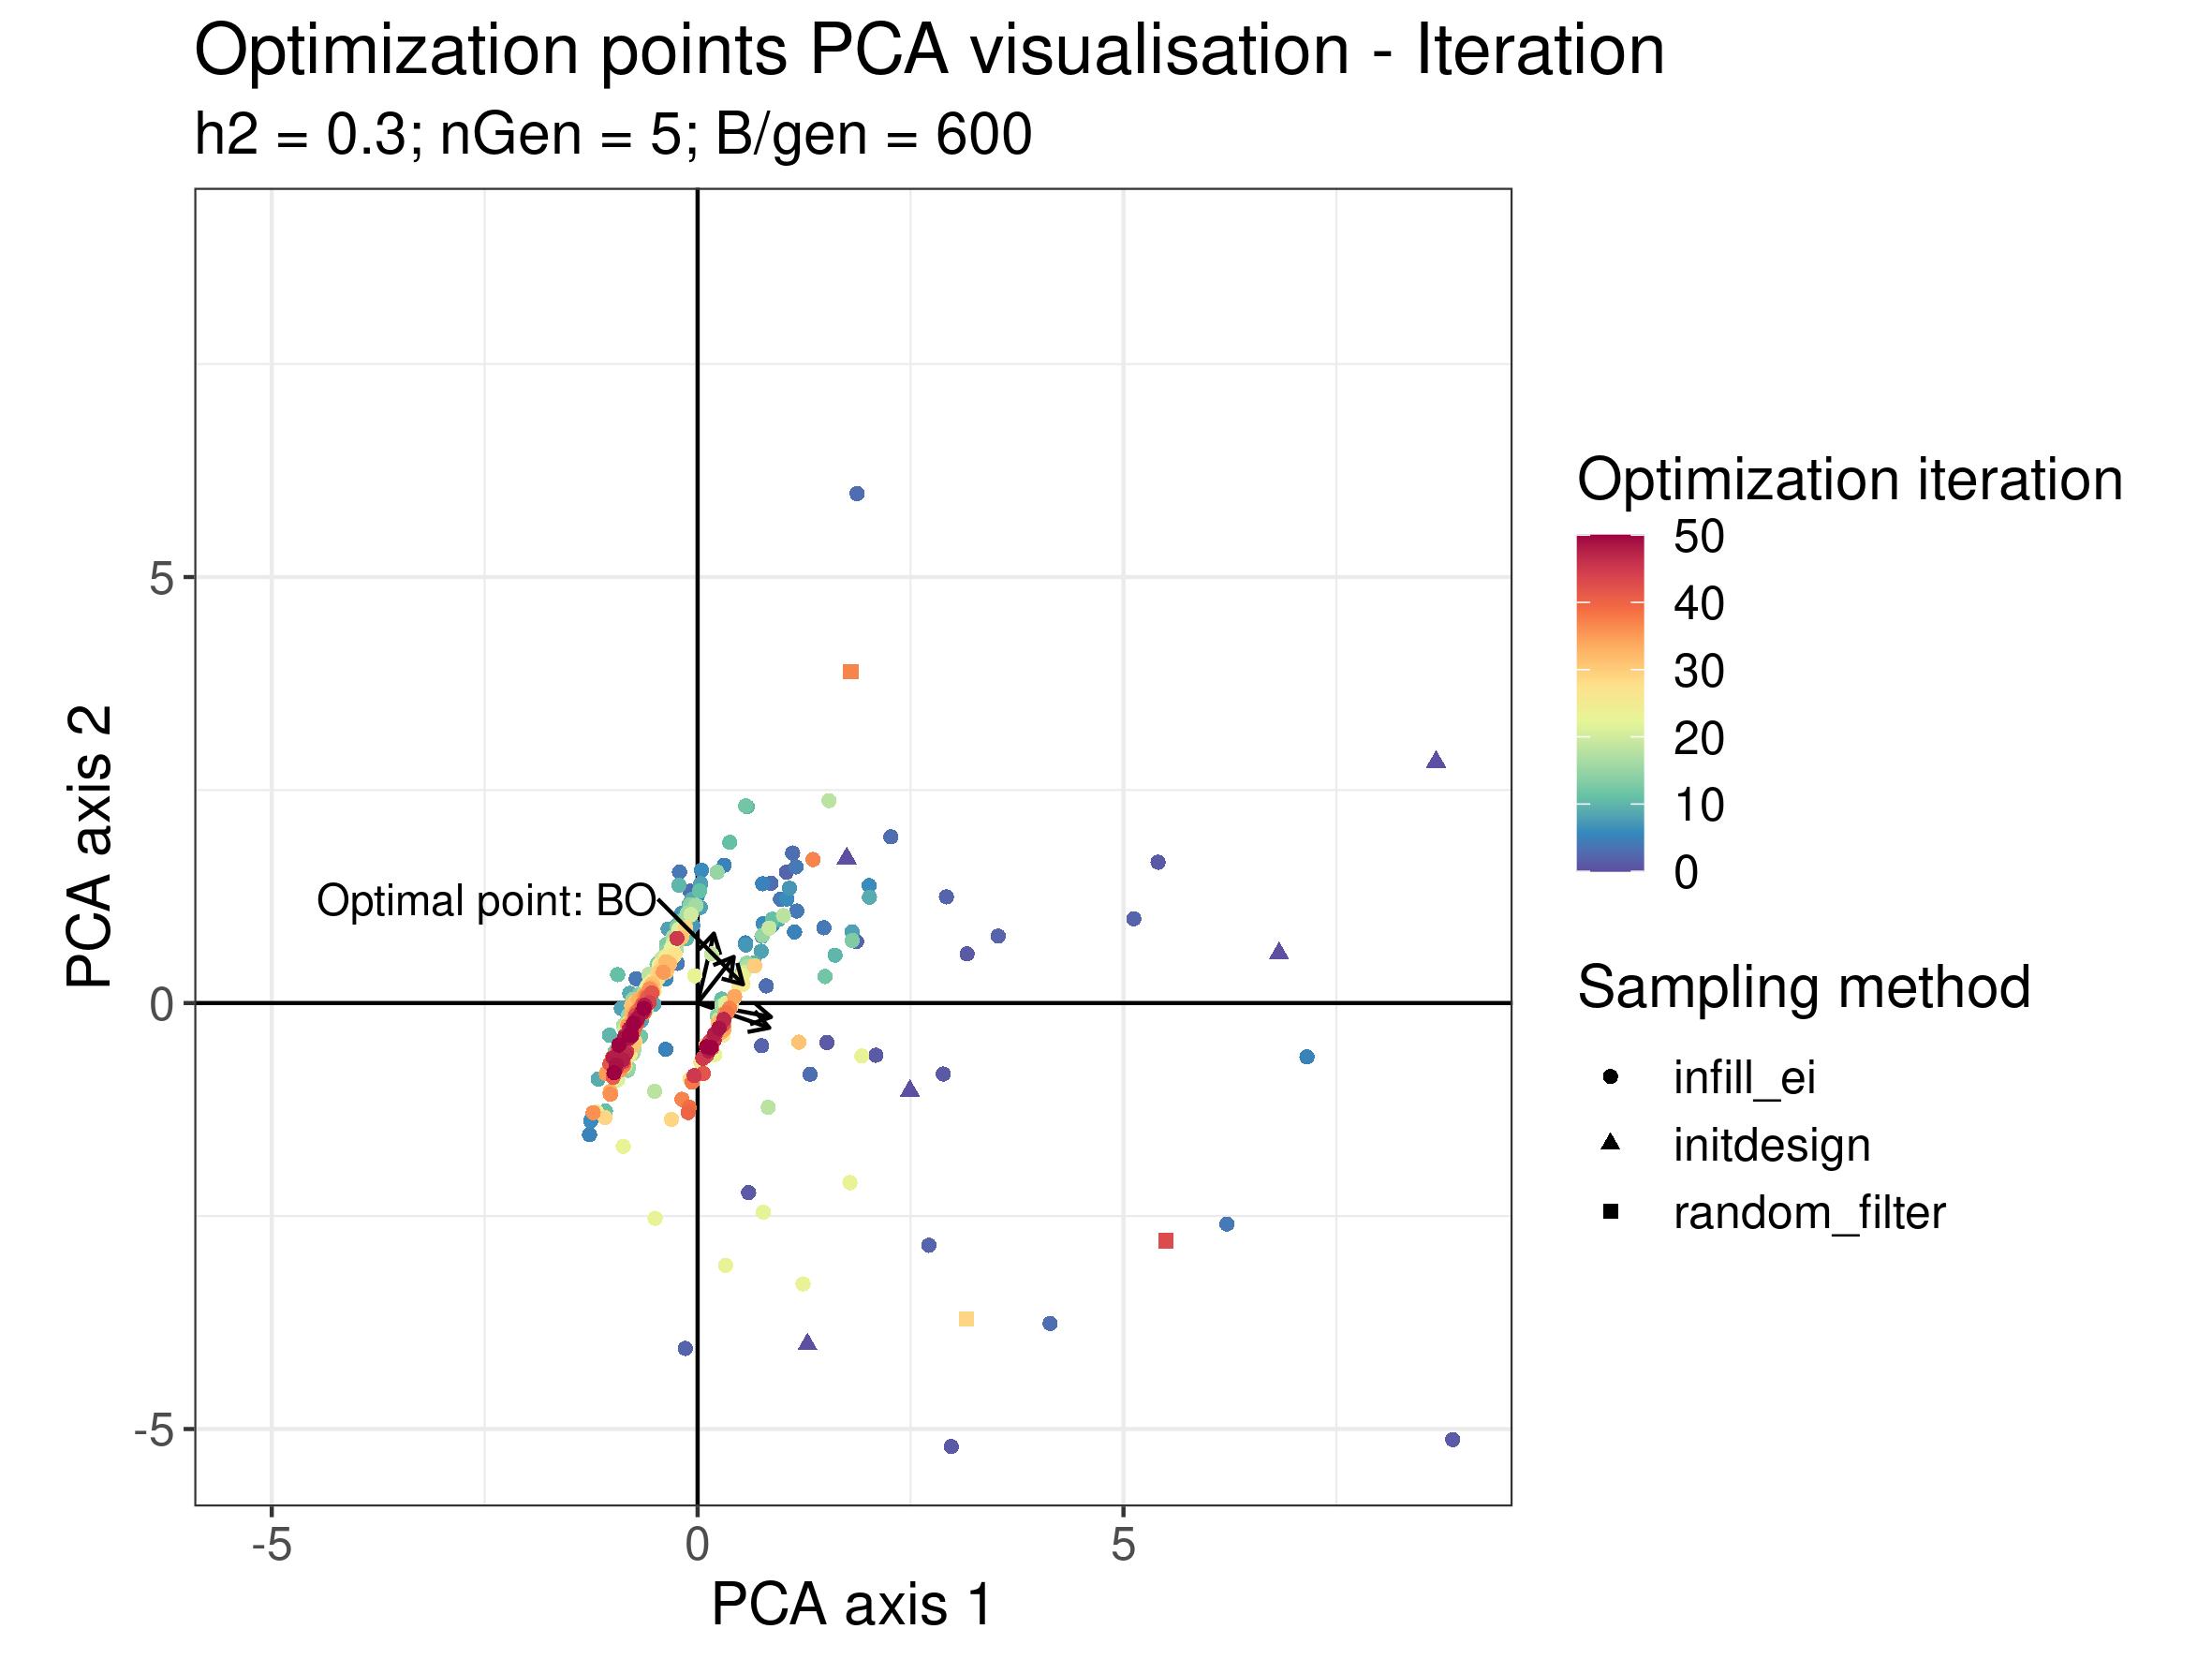 Optimization points PCA visualisation - Iteration
h2 = 0.3; nGen = 5; B/gen = 600
PCA axis 2
5
0
-5
Optimal point: BO
-5
0
5
PCA axis 1
Optimization iteration
50
40
30
20
10
0
Sampling method
infill_ei
initdesign
random_filter